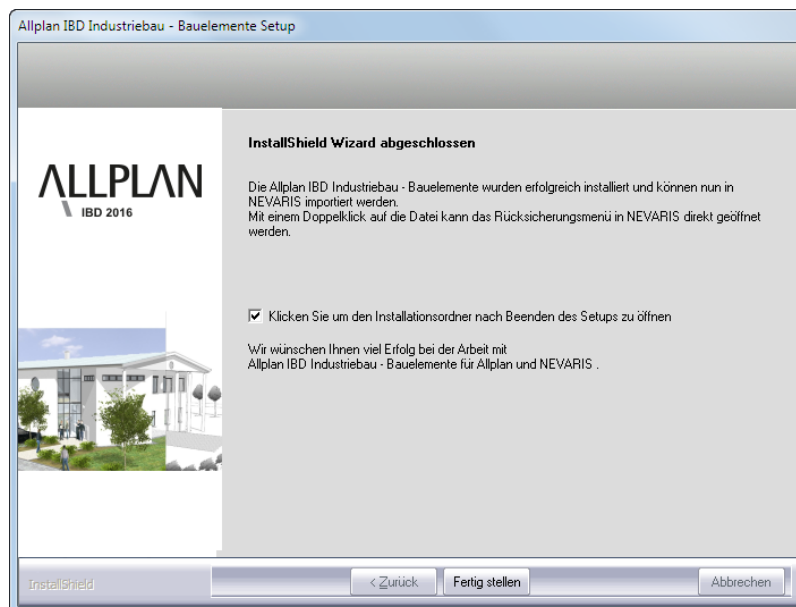 Allplan IBD Industriebau - Bauelemente Setup
InstallShield Wizard abgeschlossen
ALLPLAN
IBD 2016
Die Allplan IBD Industriebau - Bauelemente wurden erfolgreich installiert und können nun in
NEVARIS importiert werden.
Mit einem Doppelklick auf die Datei kann das Rücksicherungsmenü in NEVARIS direkt geöffnet
werden.
Klicken Sie um den Installationsordner nach Beenden des Setups zu öffnen
Wir wünschen Ihnen viel Erfolg bei der Arbeit mit
Allplan IBD Industriebau - Bauelemente für Allplan und NEVARIS .
InstallShield
< Zurück
Fertig stellen
Abbrechen